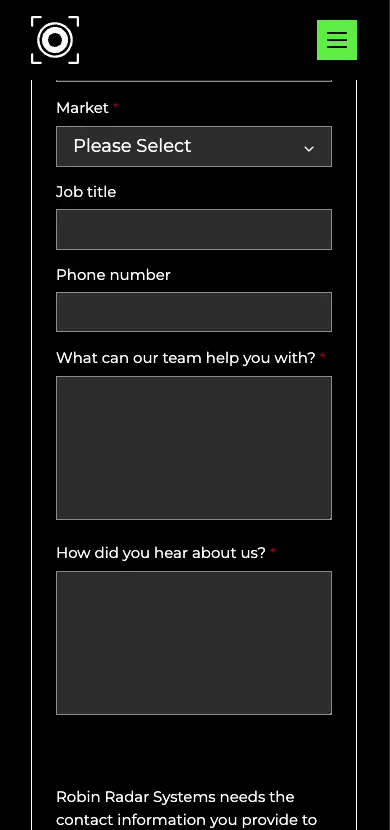 Market *
Please Select
Job title
Phone number
What can our team help you with? *
How did you hear about us? *
Robin Radar Systems needs the
contact information you provide to